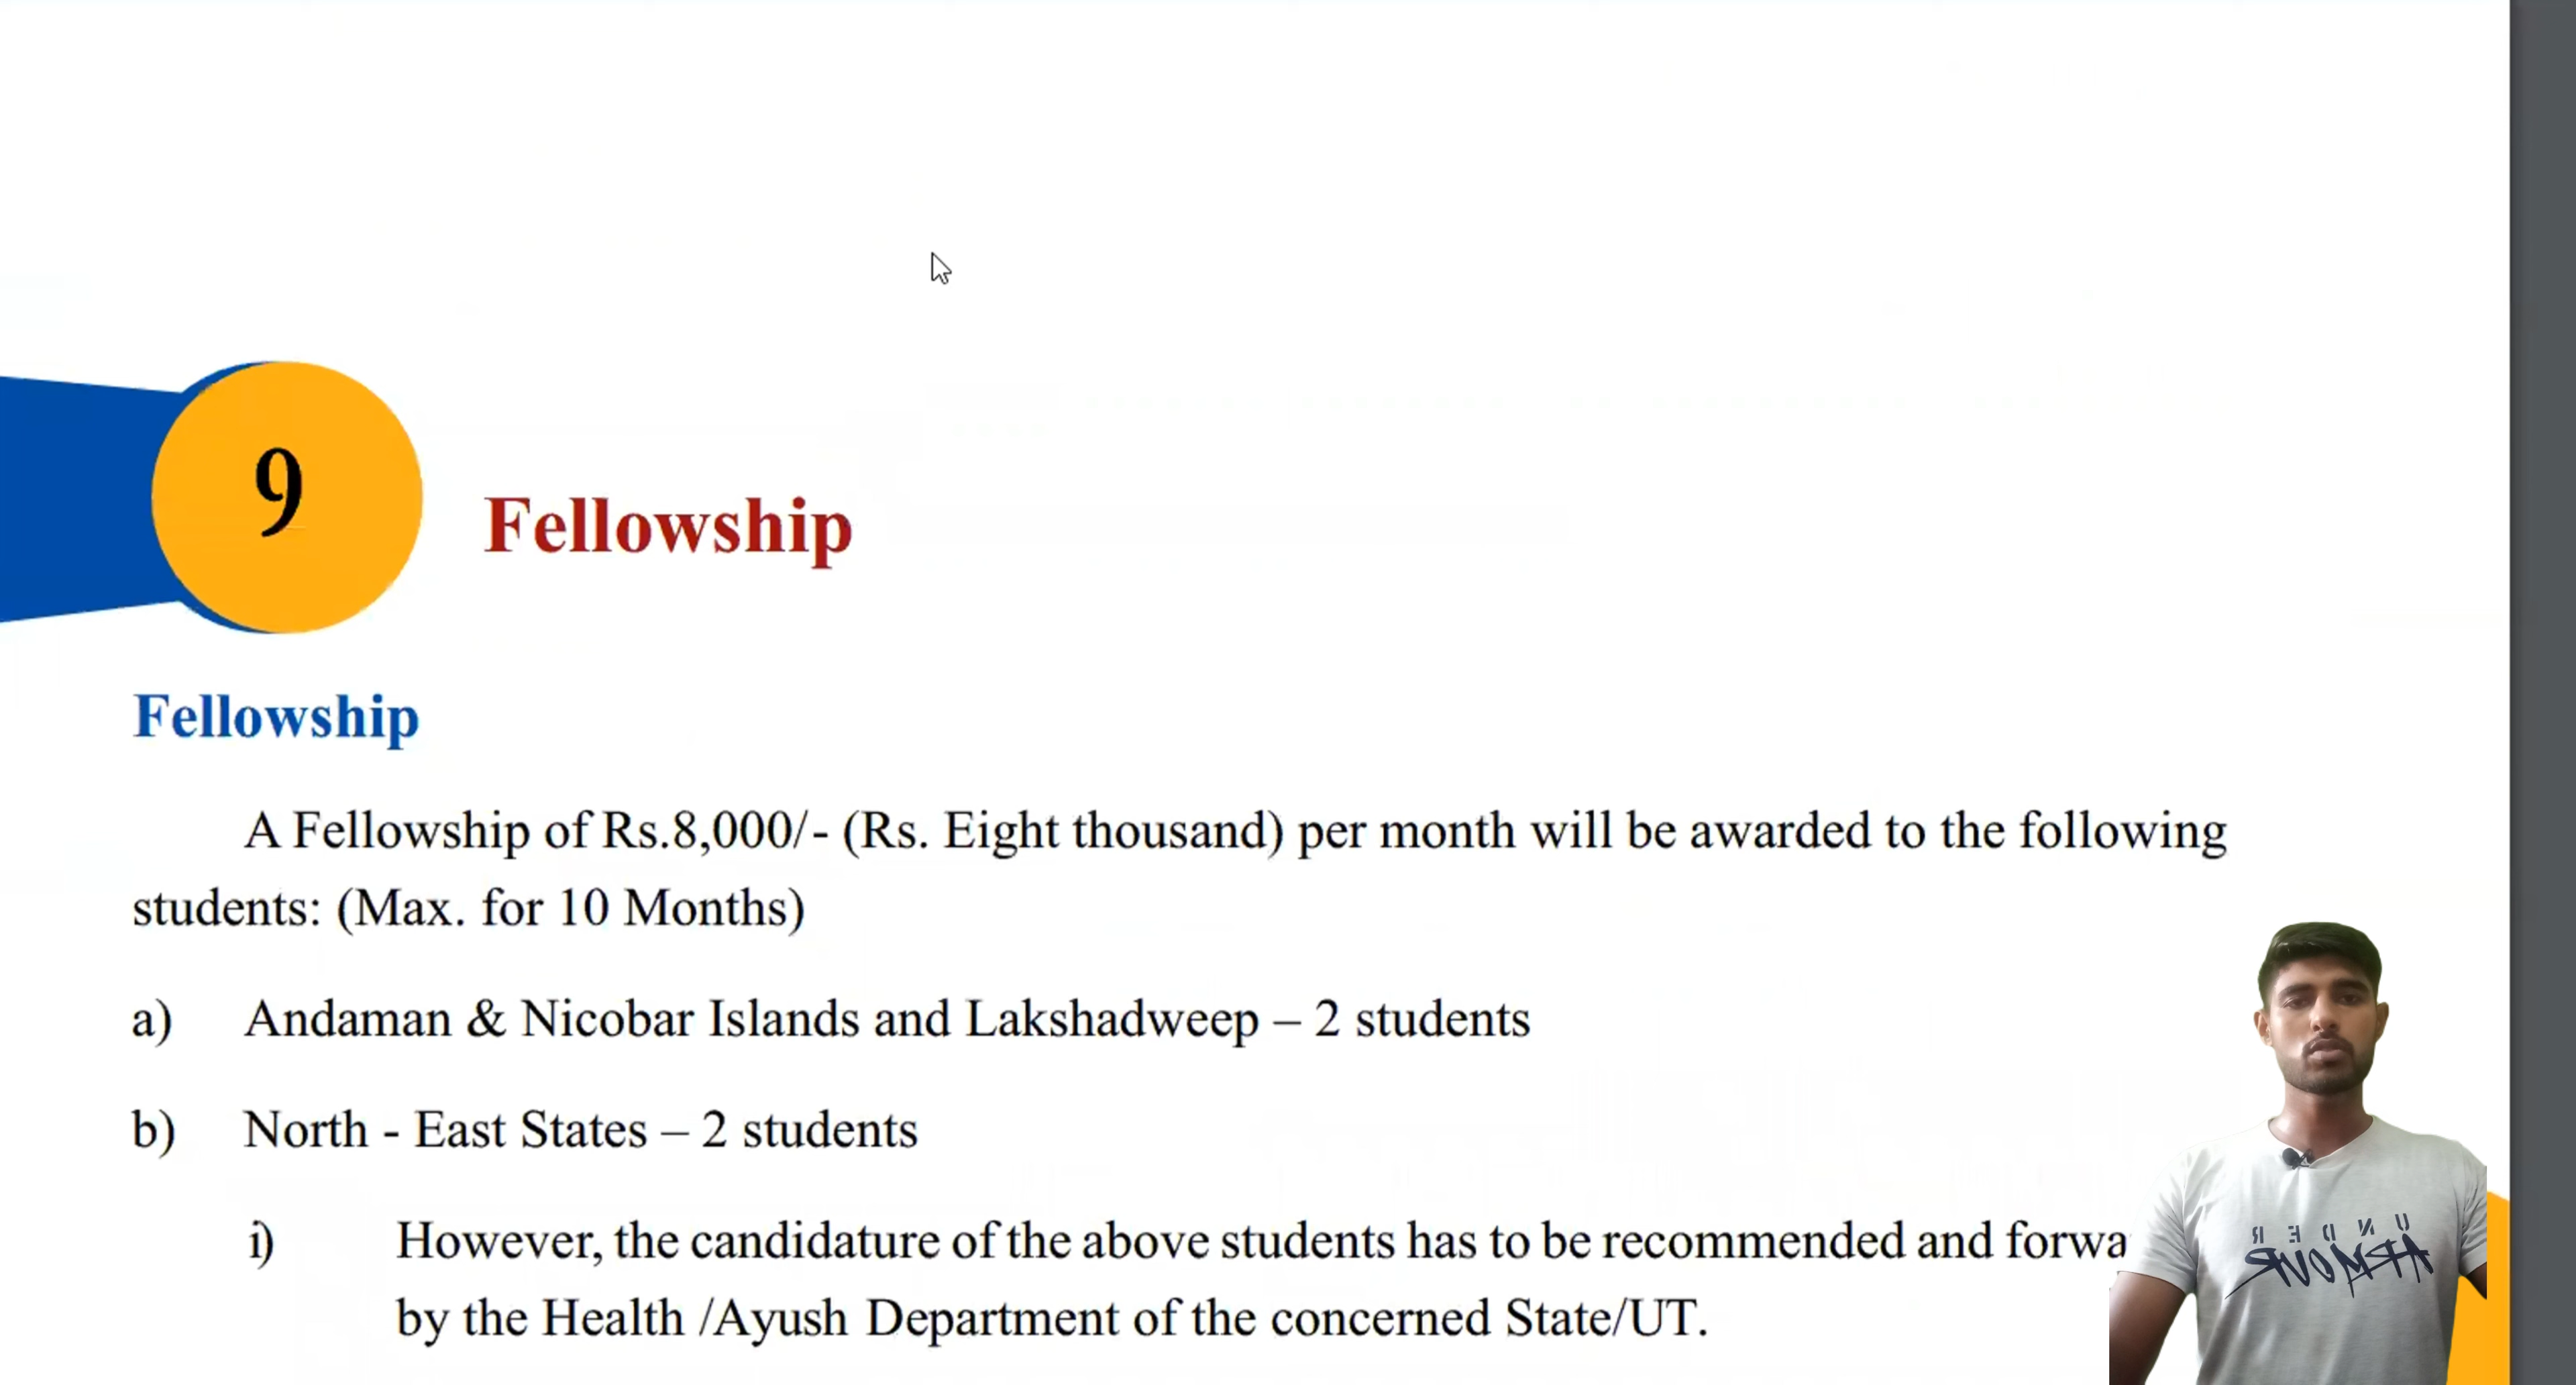 9
Fellowship
Fellowship
A Fellowship of Rs.8,000/- (Rs. Eight thousand) per month will be awarded to the following
students: (Max. for 10 Months)
a) Andaman & Nicobar Islands and Lakshadweep – 2 students
b) North - East States – 2 students
i) However, the candidature of the above students has to be recommended and forwa
by the Health /Ayush Department of the concerned State/UT.
UNDER
ARMOUR